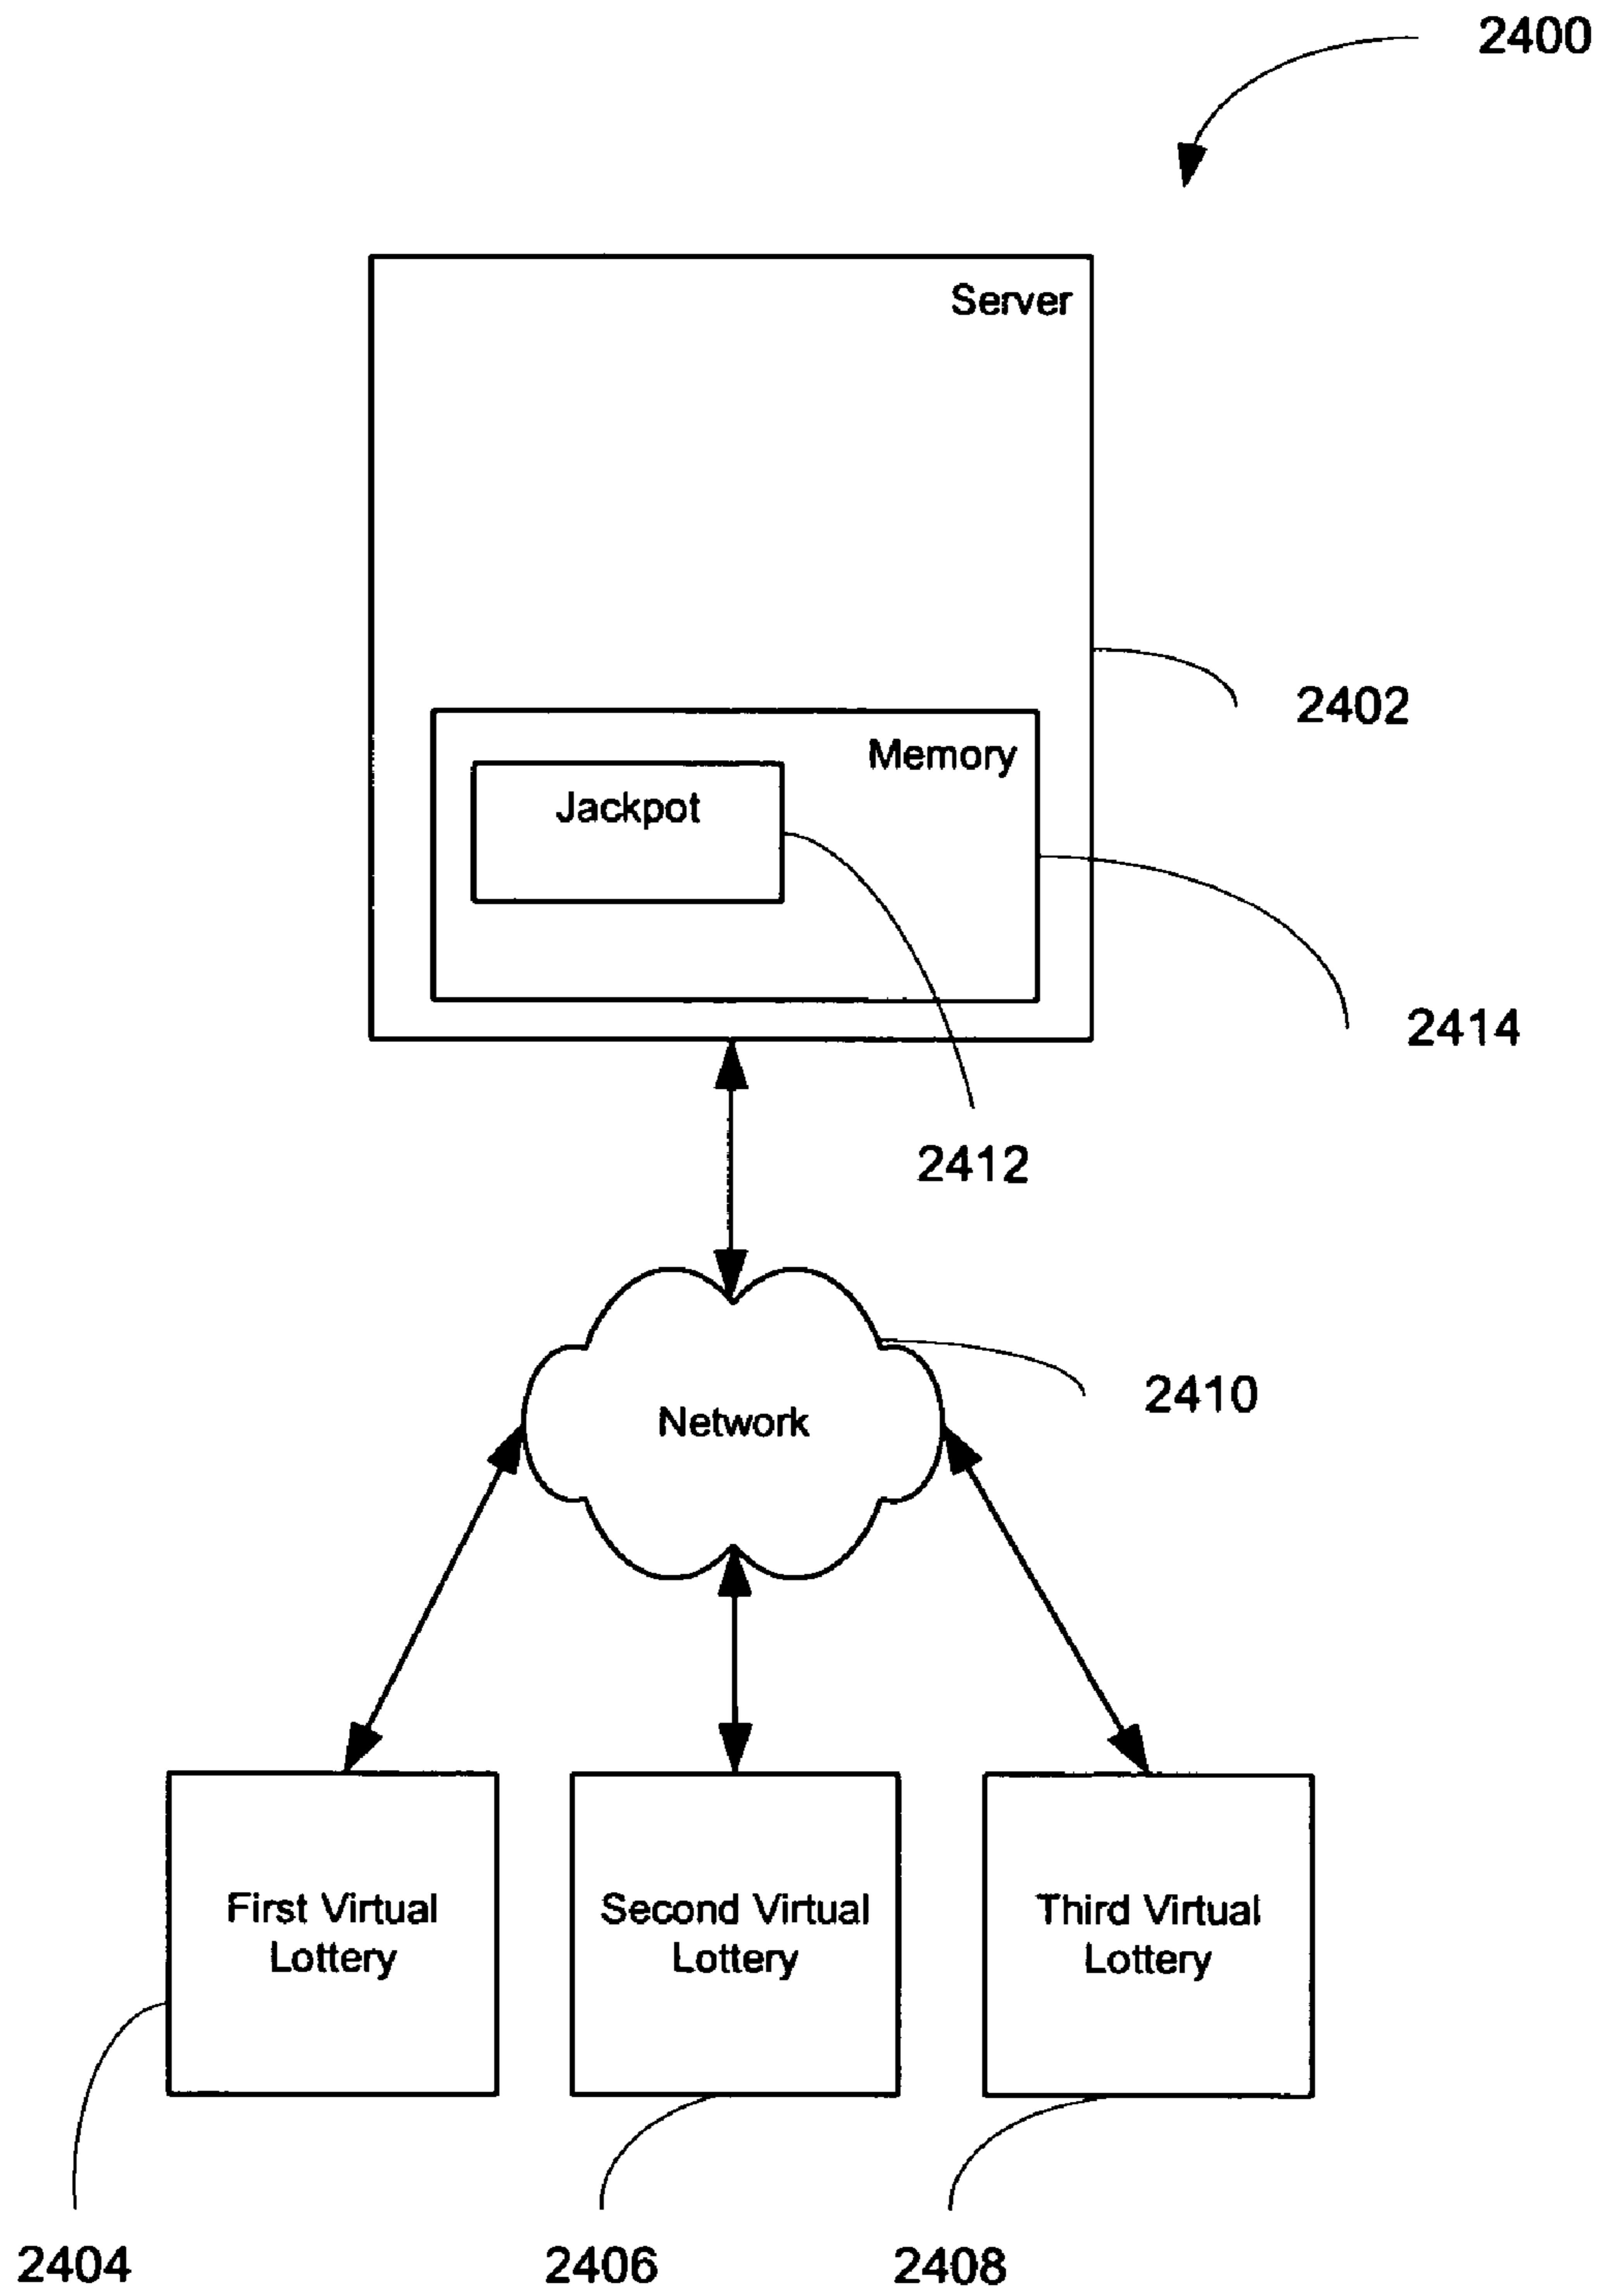 2400
Server
2402
Memory
Jackpot
2414
2412
2410
Network
First Virtual
Lottery
Second Virtual
Lottery
Third Virtual
Lottery
2404
2406
2408